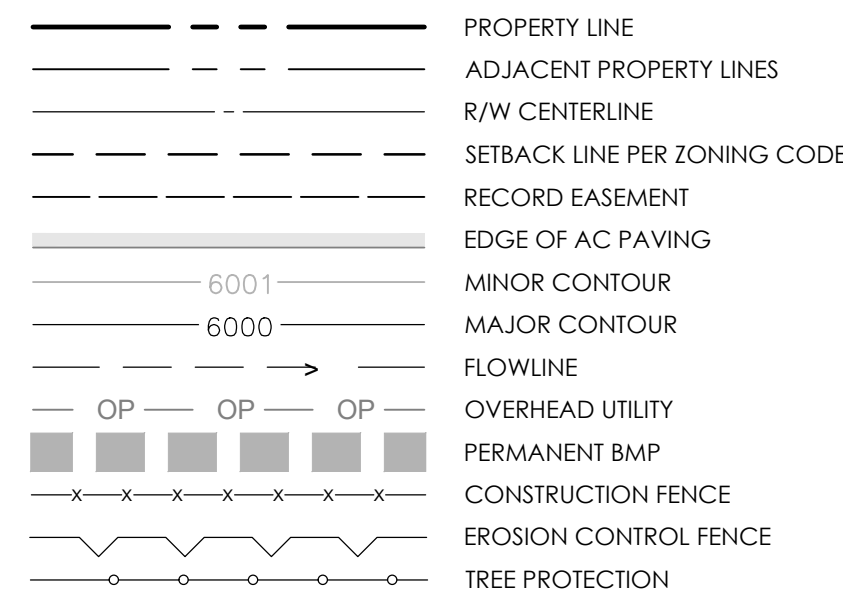 PROPERTY LINE
ADJACENT PROPERTY LINES
R/W CENTERLINE
SETBACK LINE PER ZONING CODE
RECORD EASEMENT
EDGE OF AC PAVING
6001 MINOR CONTOUR
6000 MAJOR CONTOUR
FLOWLINE
OP OP OP OVERHEAD UTILITY
PERMANENT BMP
x x x x x x x CONSTRUCTION FENCE
EROSION CONTROL FENCE
TREE PROTECTION